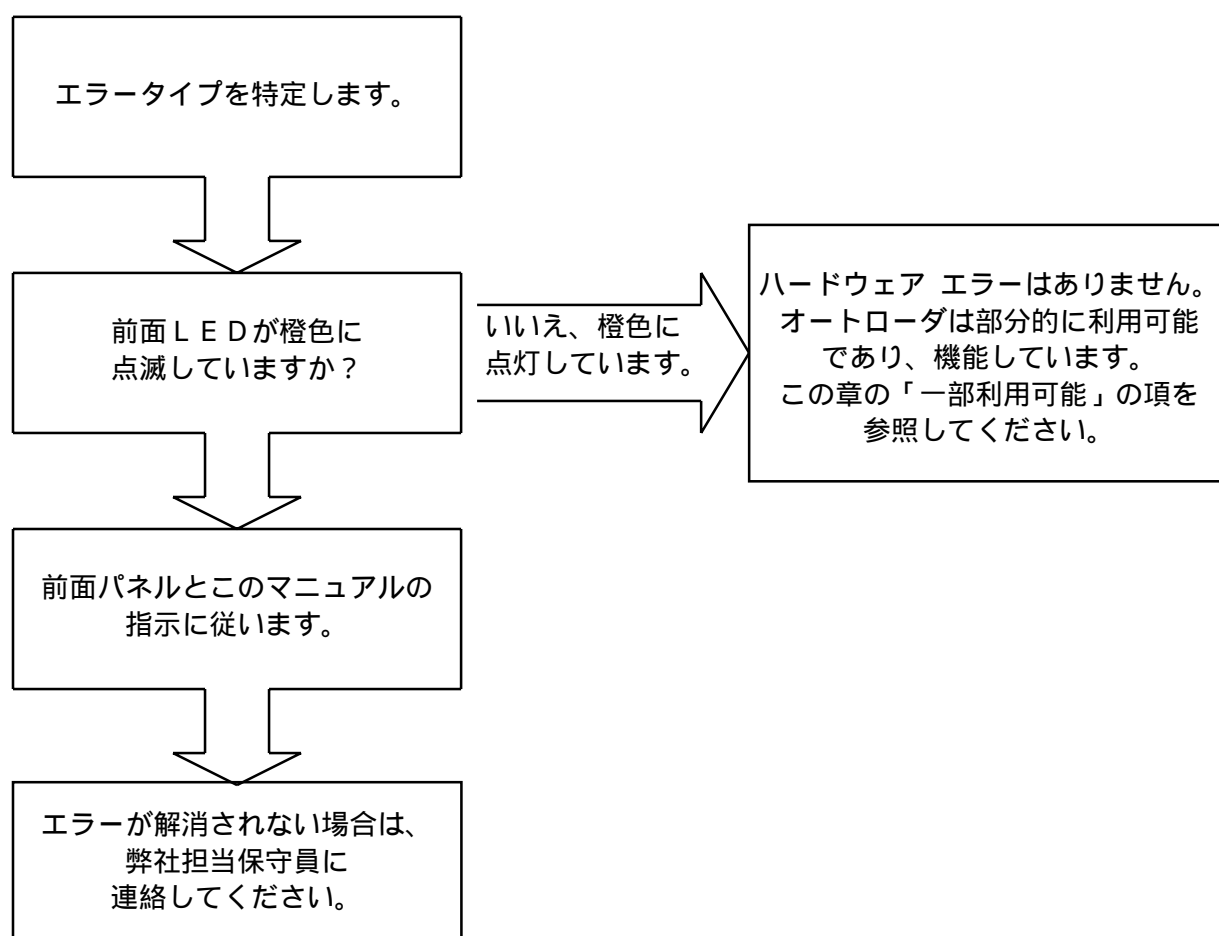 エラータイプを特定します。
前面ＬＥＤが橙色に
点滅していますか？
いいえ、橙色に
点灯しています。
ハードウェア エラーはありません。
オートローダは部分的に利用可能
であり、機能しています。
この章の「一部利用可能」の項を
参照してください。
前面パネルとこのマニュアルの
指示に従います。
エラーが解消されない場合は、
弊社担当保守員に
連絡してください。